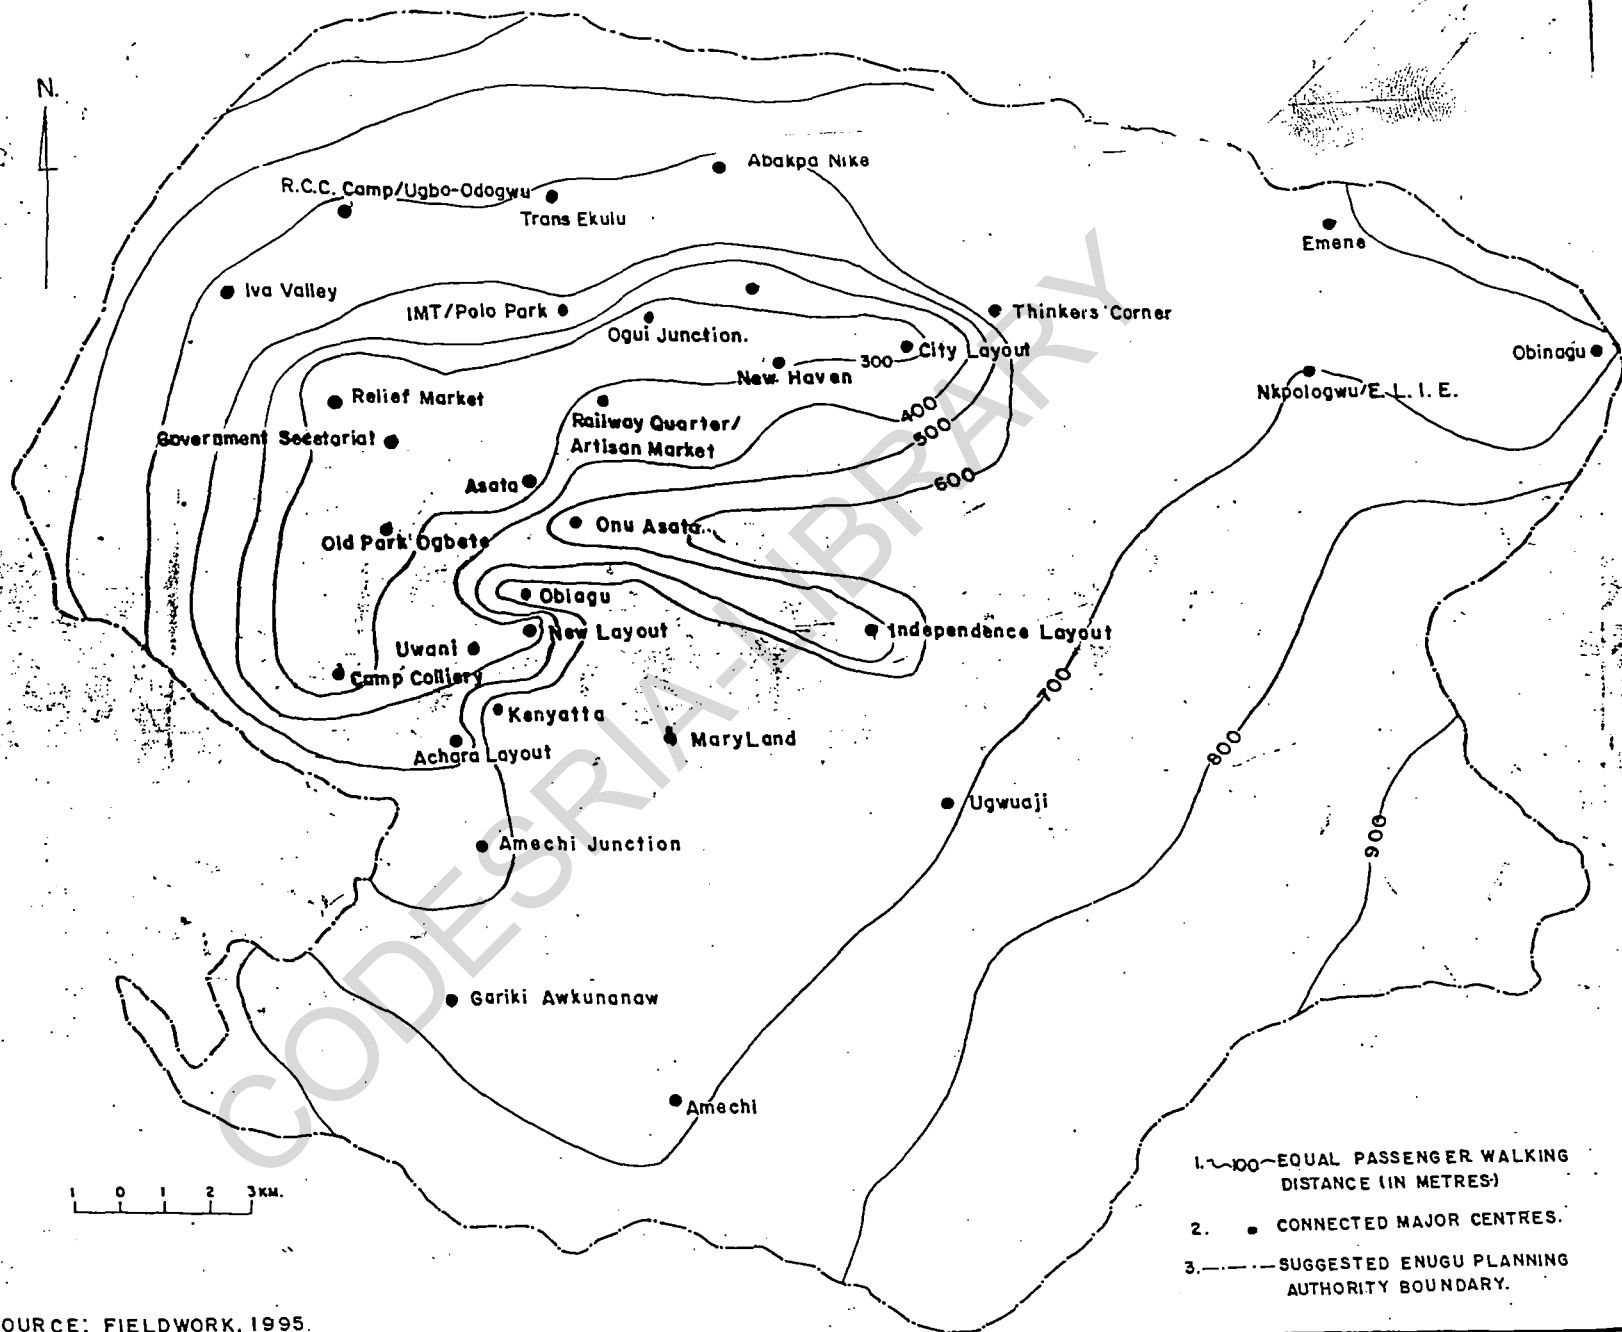 N.
Abakpa Nike
R.C.C. Camp/Ugbo-Odogwu
Trans Ekulu
Emene
Iva Valley
IMT/Polo Park
Ogui Junction.
Thinkers' Corner
City Layout
300
New Haven
Obinagu
Nkpologwu/E.L.I.E.
Relief Market
400
Railway Quarter/
Artisan Market
Government Secetariat
500
600
Asata
Onu Asata
Old Park'Ogbete
Obiagu
New Layout
Independence Layout
Uwani
Camp Colliery
700
Kenyatta
MaryLand
Achara Layout
800
Ugwuaji
900
Amechi Junction
Gariki Awkunanaw
Amechi
1 0 1 2 3 KM.
1. ~100~ EQUAL PASSENGER WALKING
DISTANCE (IN METRES)
2. • CONNECTED MAJOR CENTRES.
3. —·—·— SUGGESTED ENUGU PLANNING
AUTHORITY BOUNDARY.
OURCE: FIELDWORK, 1995.
CODESRIA-LIBRARY